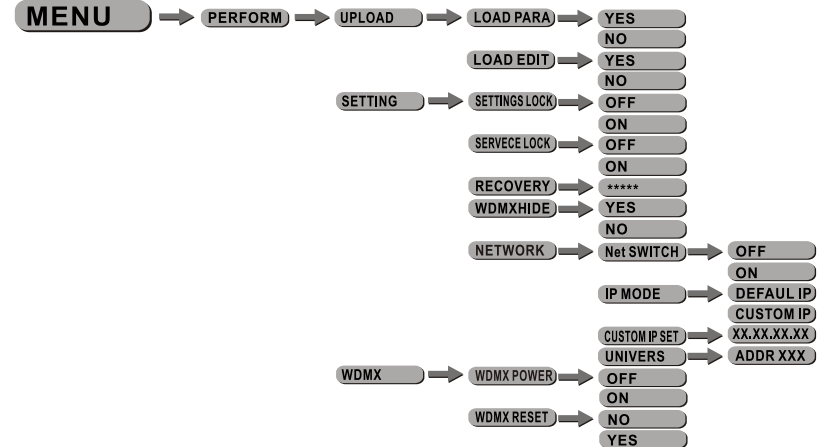 MENU PERFORM UPLOAD LOAD PARA YES
NO
LOAD EDIT YES
NO
SETTING SETTINGS LOCK OFF
ON
SERVECE LOCK OFF
ON
RECOVERY *****
WDMXHIDE YES
NO
NETWORK Net SWITCH OFF
ON
IP MODE DEFAUL IP
CUSTOM IP
CUSTOM IP SET XX.XX.XX.XX
UNIVERS ADDR XXX
WDMX WDMX POWER OFF
ON
WDMX RESET NO
YES